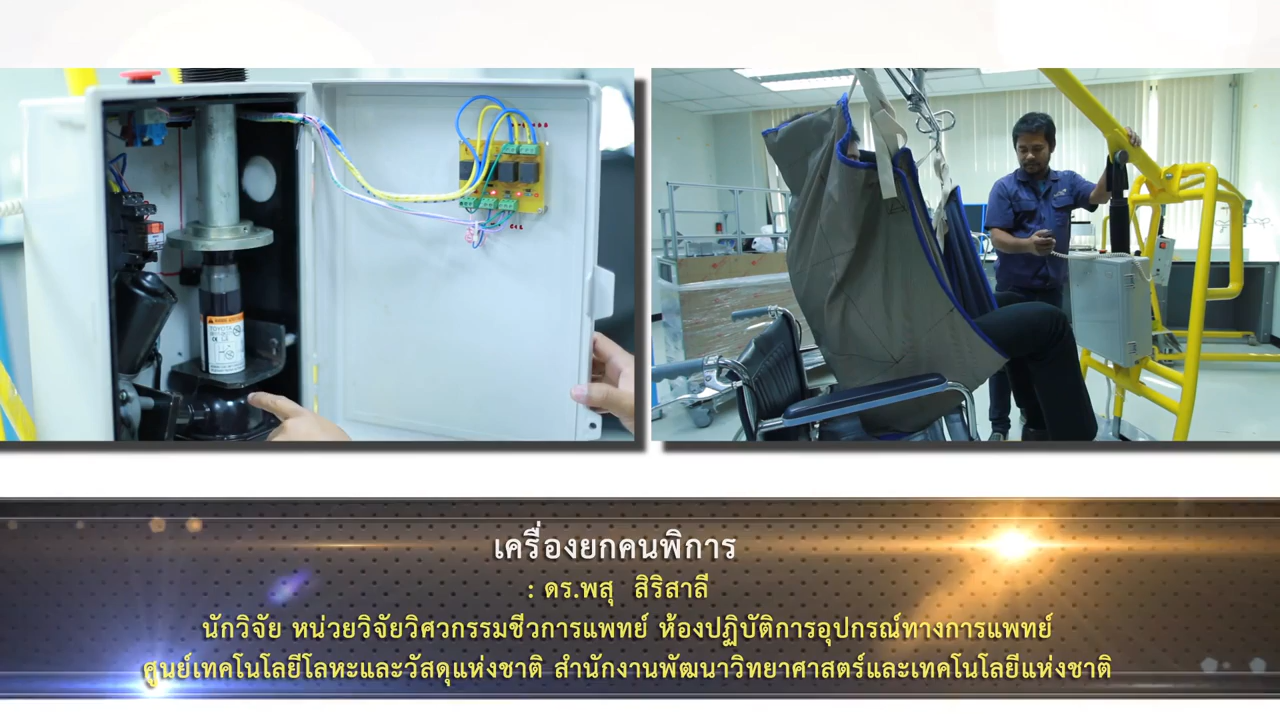 TOYOTA
เครื่องยกคนพิการ
: ดร.พสุ สิริสาลี
นักวิจัย หน่วยวิจัยวิศวกรรมชีวการแพทย์ ห้องปฏิบัติการอุปกรณ์ทางการแพทย์
ศูนย์เทคโนโลยีโลหะและวัสดุแห่งชาติ สำนักงานพัฒนาวิทยาศาสตร์และเทคโนโลยีแห่งชาติ